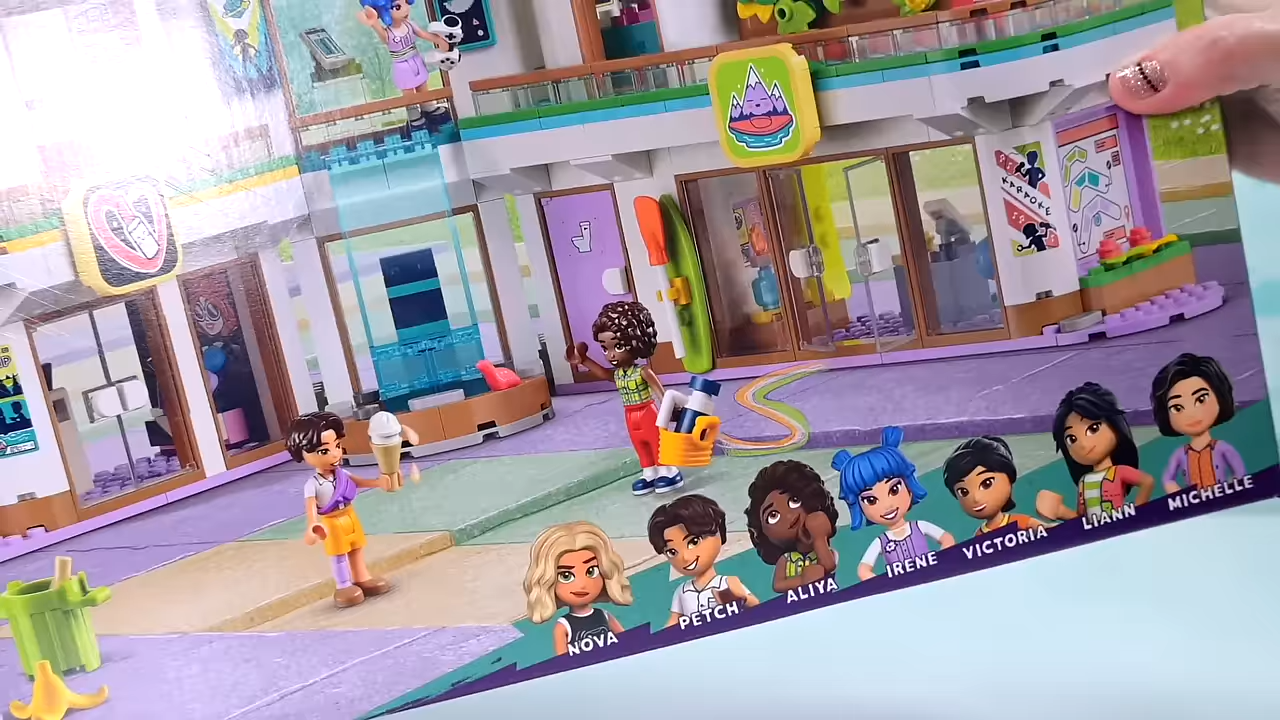 KARAOKE
NOVA
PETCH
ALIYA
IRENE
VICTORIA
LIANN
MICHELLE